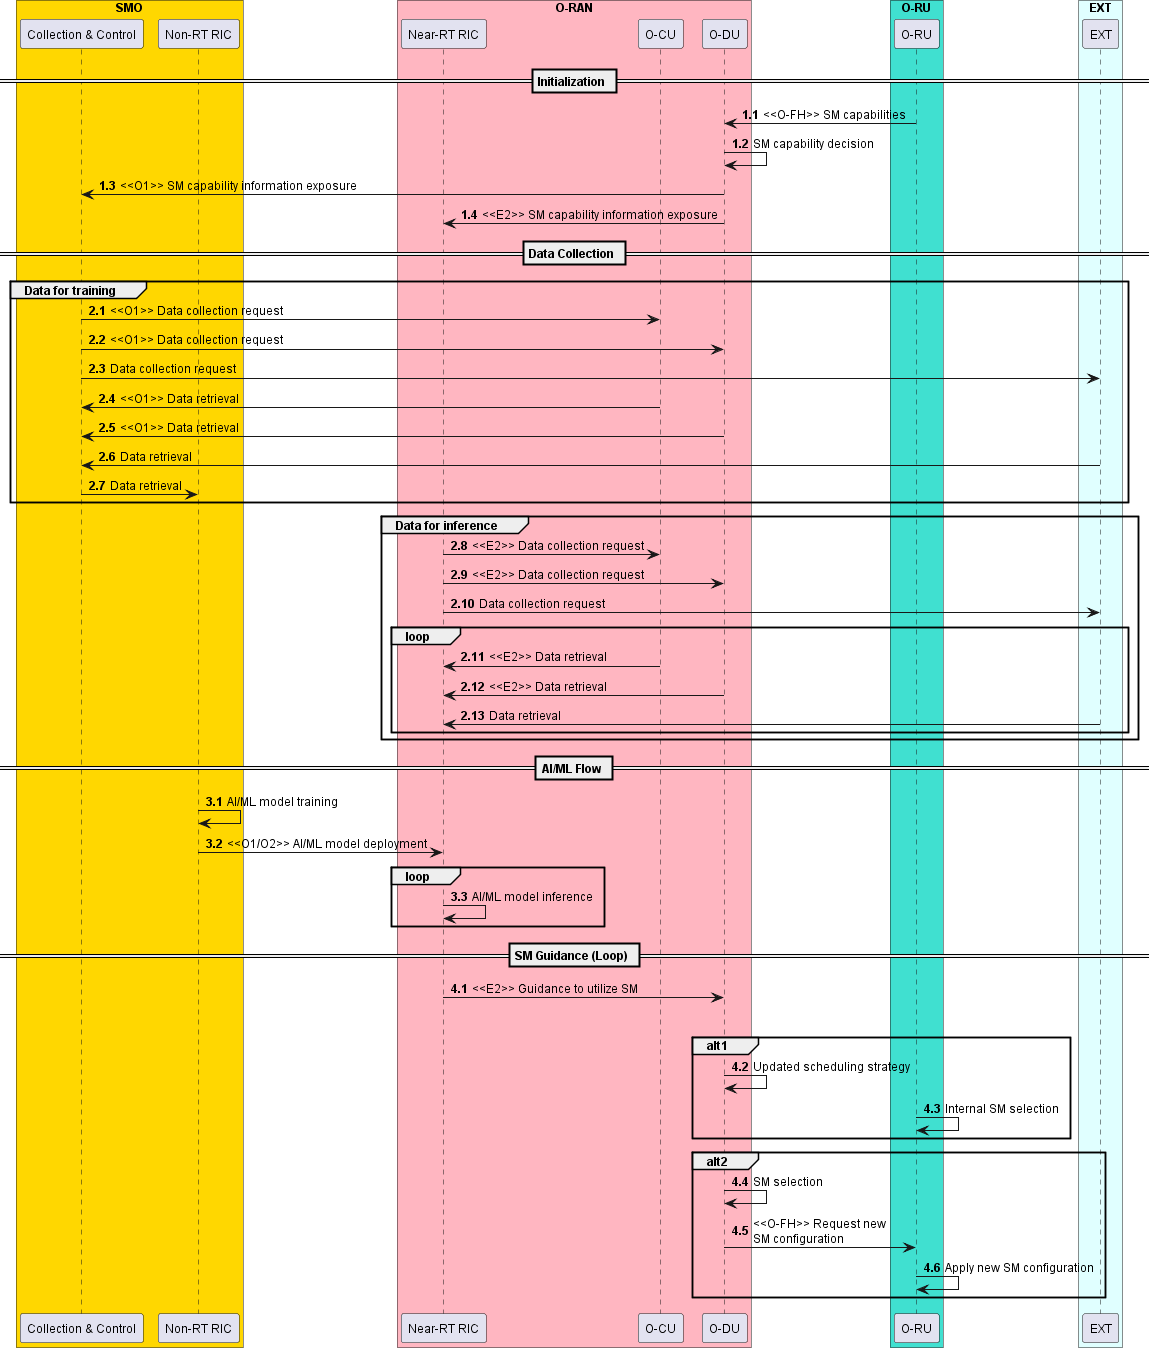 SMO
O-RAN
O-RU
EXT
Collection & Control
Non-RT RIC
Near-RT RIC
O-CU
O-DU
O-RU
EXT
Initialization
1.1 <<O-FH>> SM capabilities
1.2 SM capability decision
1.3 <<O1>> SM capability information exposure
1.4 <<E2>> SM capability information exposure
Data Collection
Data for training
2.1 <<O1>> Data collection request
2.2 <<O1>> Data collection request
2.3 Data collection request
2.4 <<O1>> Data retrieval
2.5 <<O1>> Data retrieval
2.6 Data retrieval
2.7 Data retrieval
Data for inference
2.8 <<E2>> Data collection request
2.9 <<E2>> Data collection request
2.10 Data collection request
loop
2.11 <<E2>> Data retrieval
2.12 <<E2>> Data retrieval
2.13 Data retrieval
AI/ML Flow
3.1 AI/ML model training
3.2 <<O1/O2>> AI/ML model deployment
loop
3.3 AI/ML model inference
SM Guidance (Loop)
4.1 <<E2>> Guidance to utilize SM
alt1
4.2 Updated scheduling strategy
4.3 Internal SM selection
alt2
4.4 SM selection
4.5 <<O-FH>> Request new
SM configuration
4.6 Apply new SM configuration
Collection & Control
Non-RT RIC
Near-RT RIC
O-CU
O-DU
O-RU
EXT